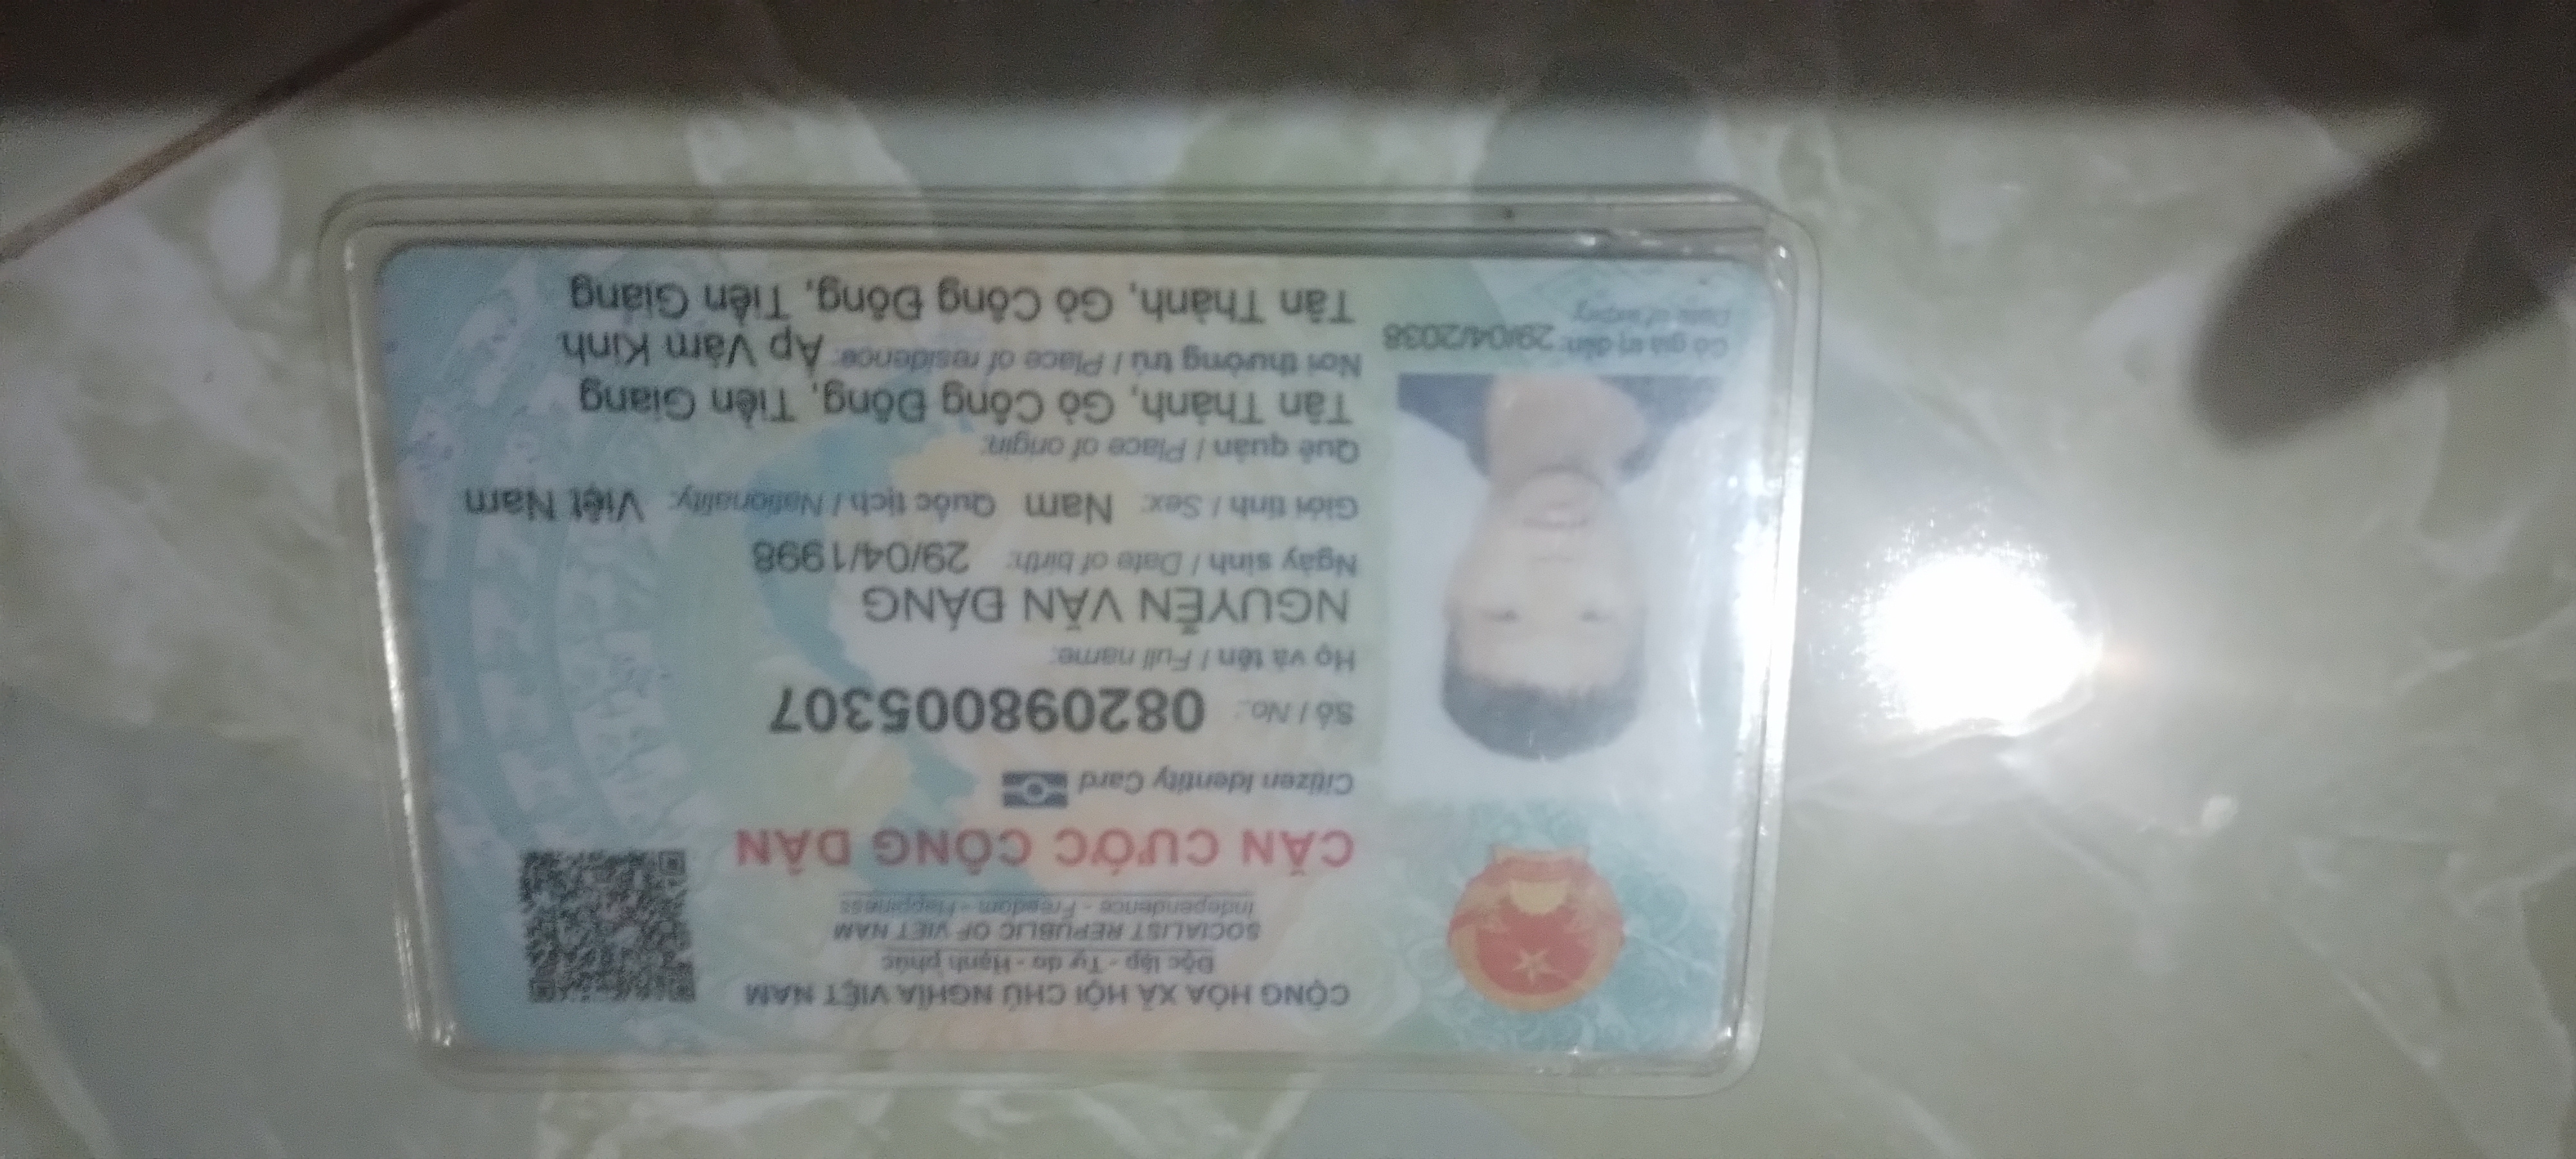 CỘNG HÒA XÃ HỘI CHỦ NGHĨA VIỆT NAM
Độc lập - Tự do - Hạnh phúc
SOCIALIST REPUBLIC OF VIET NAM
Independence - Freedom - Happiness
CĂN CƯỚC CÔNG DÂN
Citizen Identity Card
Số / No.: 082098005307
Họ và tên / Full name:
NGUYỄN VĂN ĐẢNG
Ngày sinh / Date of birth: 29/04/1998
Giới tính / Sex: Nam Quốc tịch / Nationality: Việt Nam
Quê quán / Place of origin:
Tân Thành, Gò Công Đông, Tiền Giang
Nơi thường trú / Place of residence: Ấp Vàm Kinh
Tân Thành, Gò Công Đông, Tiền Giang
Có giá trị đến: 29/04/2038
Date of expiry